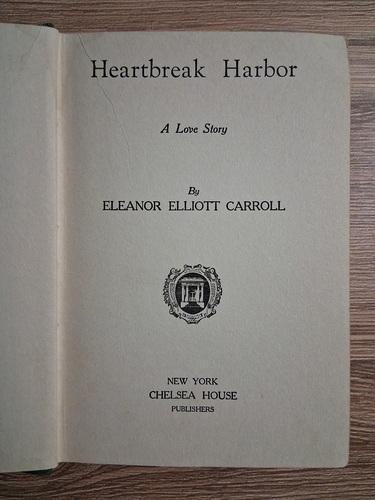 Heartbreak Harbor
A Love Story
By
ELEANOR ELLIOTT CARROLL
NEW YORK
CHELSEA HOUSE
PUBLISHERS